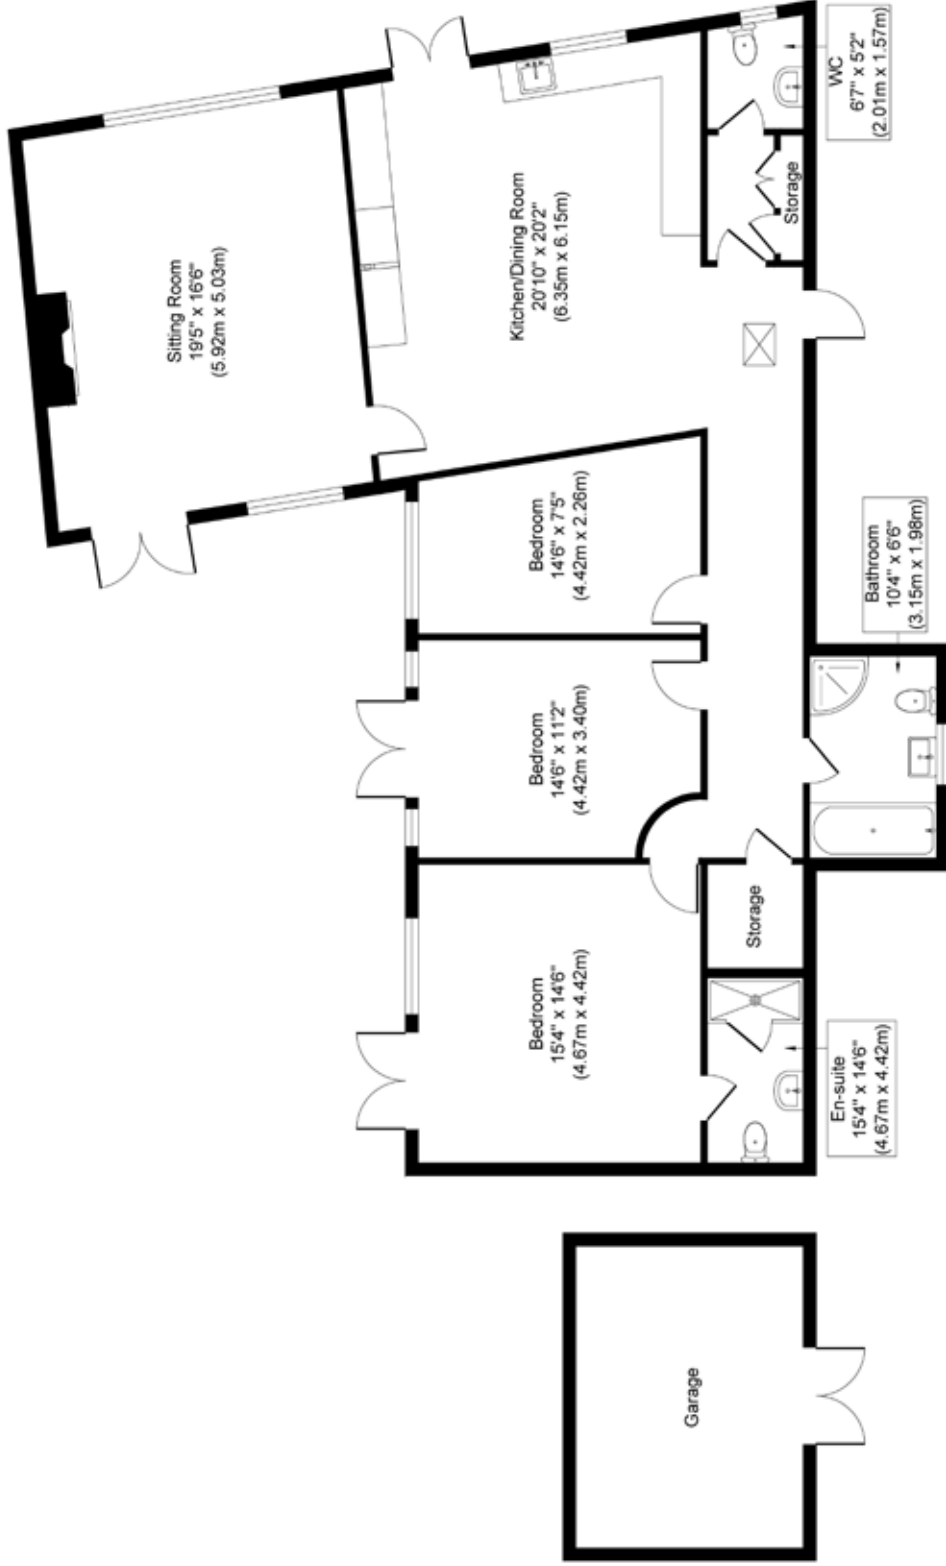 Sitting Room
19'5" x 16'6"
(5.92m x 5.03m)
Kitchen/Dining Room
20'10" x 20'2"
(6.35m x 6.15m)
WC
6'7" x 5'2"
(2.01m x 1.57m)
Storage
Bedroom
14'6" x 7'5"
(4.42m x 2.26m)
Bathroom
10'4" x 6'6"
(3.15m x 1.98m)
Bedroom
14'6" x 11'2"
(4.42m x 3.40m)
Storage
Bedroom
15'4" x 14'6"
(4.67m x 4.42m)
En-suite
15'4" x 14'6"
(4.67m x 4.42m)
Garage